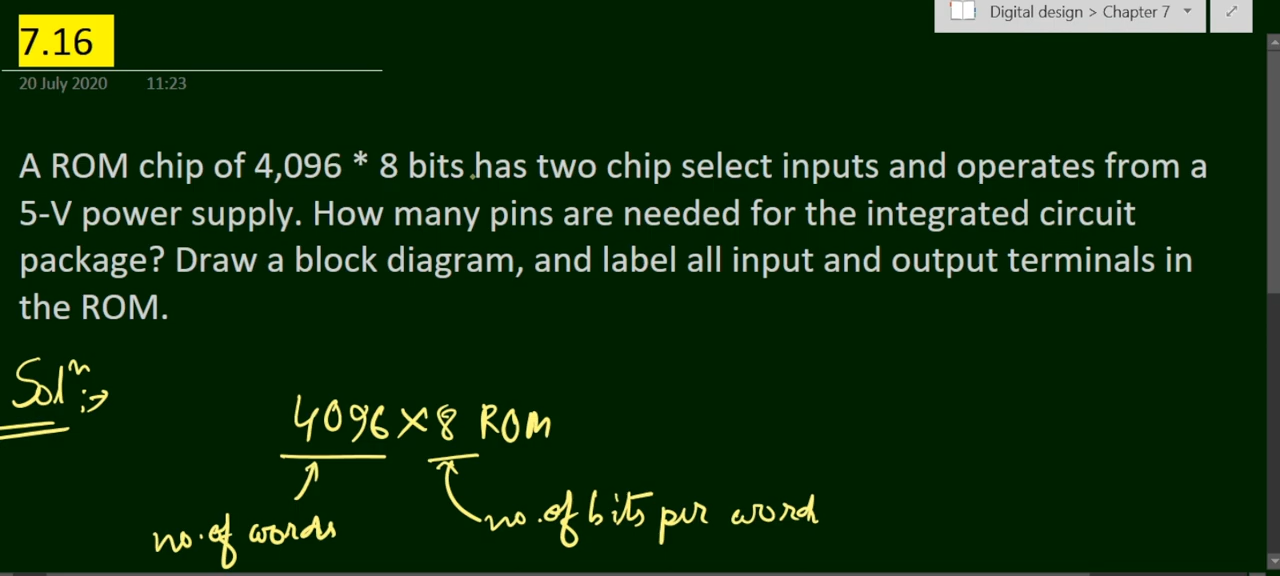 Digital design > Chapter 7
7.16
20 July 2020 11:23
A ROM chip of 4,096 * 8 bits has two chip select inputs and operates from a
5-V power supply. How many pins are needed for the integrated circuit
package? Draw a block diagram, and label all input and output terminals in
the ROM.
Solⁿ :→
4096 × 8 ROM
no. of bits per word
no. of words